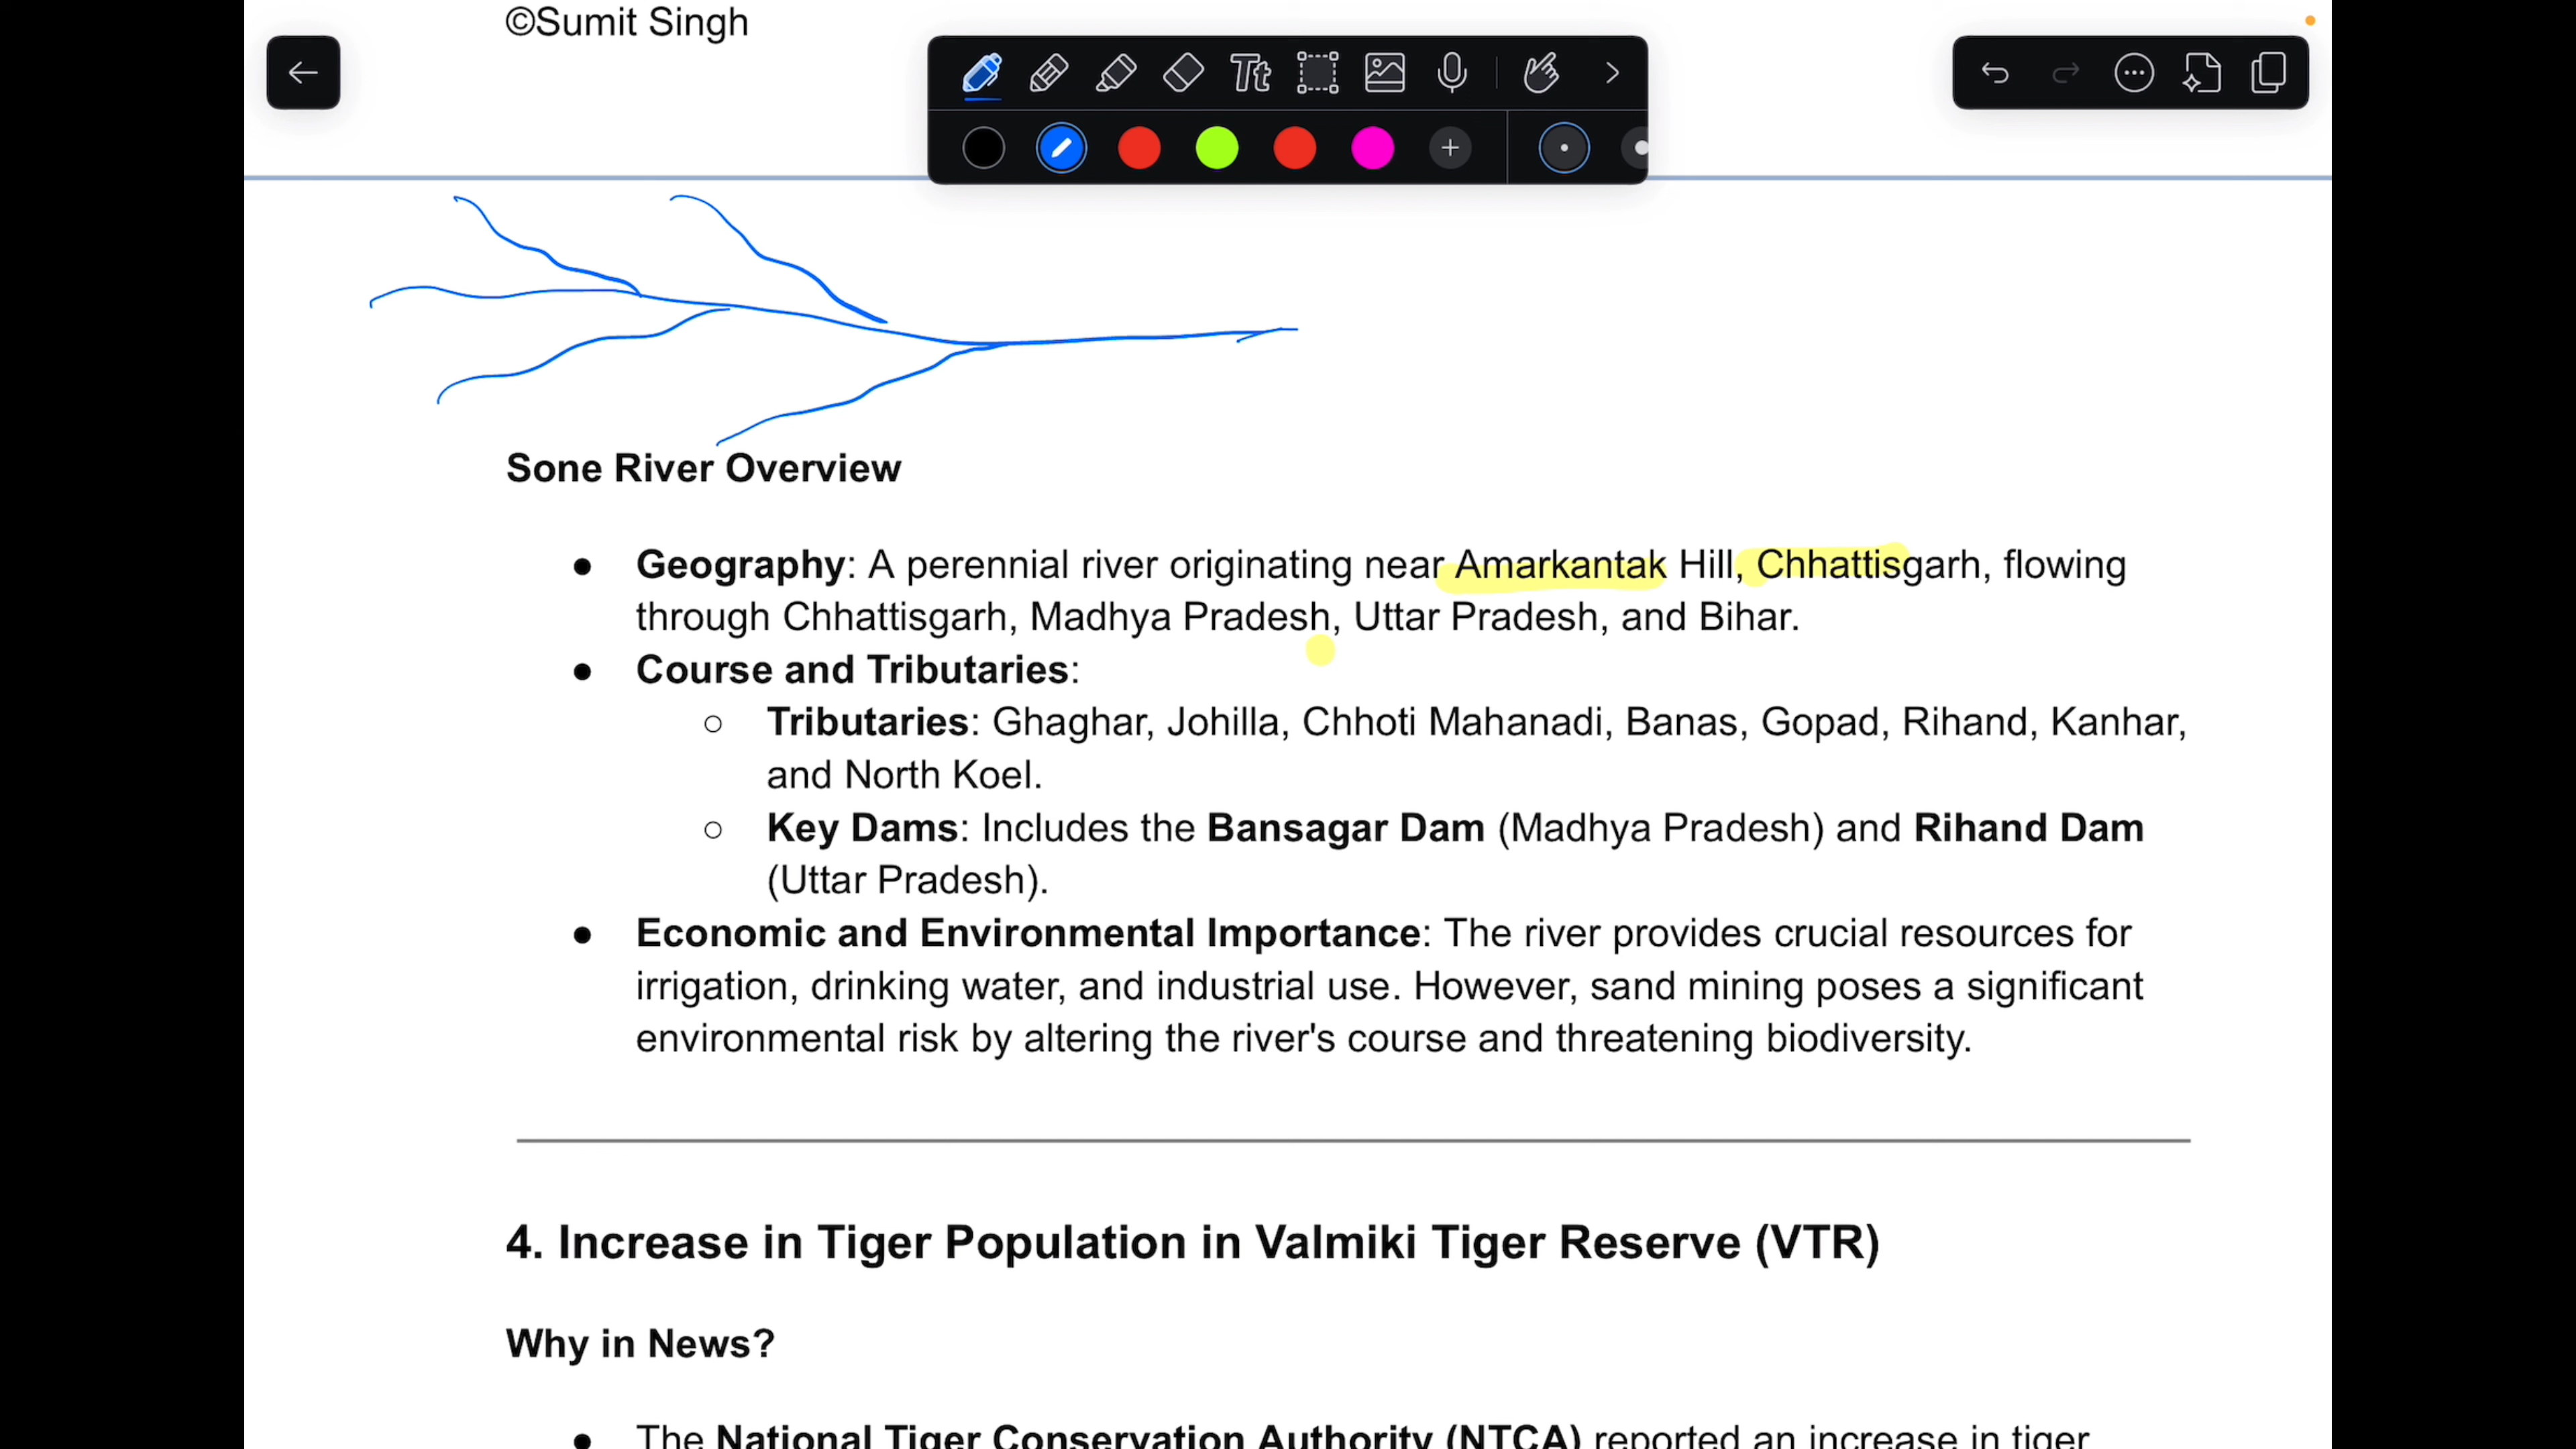 ©Sumit Singh
Tt
Sone River Overview
● Geography: A perennial river originating near Amarkantak Hill, Chhattisgarh, flowing
through Chhattisgarh, Madhya Pradesh, Uttar Pradesh, and Bihar.
● Course and Tributaries:
○ Tributaries: Ghaghar, Johilla, Chhoti Mahanadi, Banas, Gopad, Rihand, Kanhar,
and North Koel.
○ Key Dams: Includes the Bansagar Dam (Madhya Pradesh) and Rihand Dam
(Uttar Pradesh).
● Economic and Environmental Importance: The river provides crucial resources for
irrigation, drinking water, and industrial use. However, sand mining poses a significant
environmental risk by altering the river's course and threatening biodiversity.
4. Increase in Tiger Population in Valmiki Tiger Reserve (VTR)
Why in News?
● The National Tiger Conservation Authority (NTCA) reported an increase in tiger